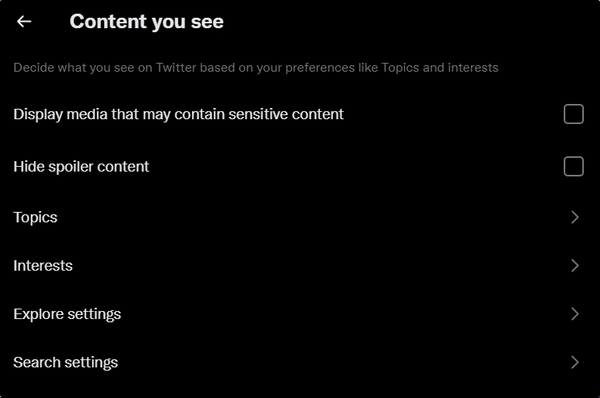 Content you see
Decide what you see on Twitter based on your preferences like Topics and interests
Display media that may contain sensitive content
Hide spoiler content
Topics
Interests
Explore settings
Search settings